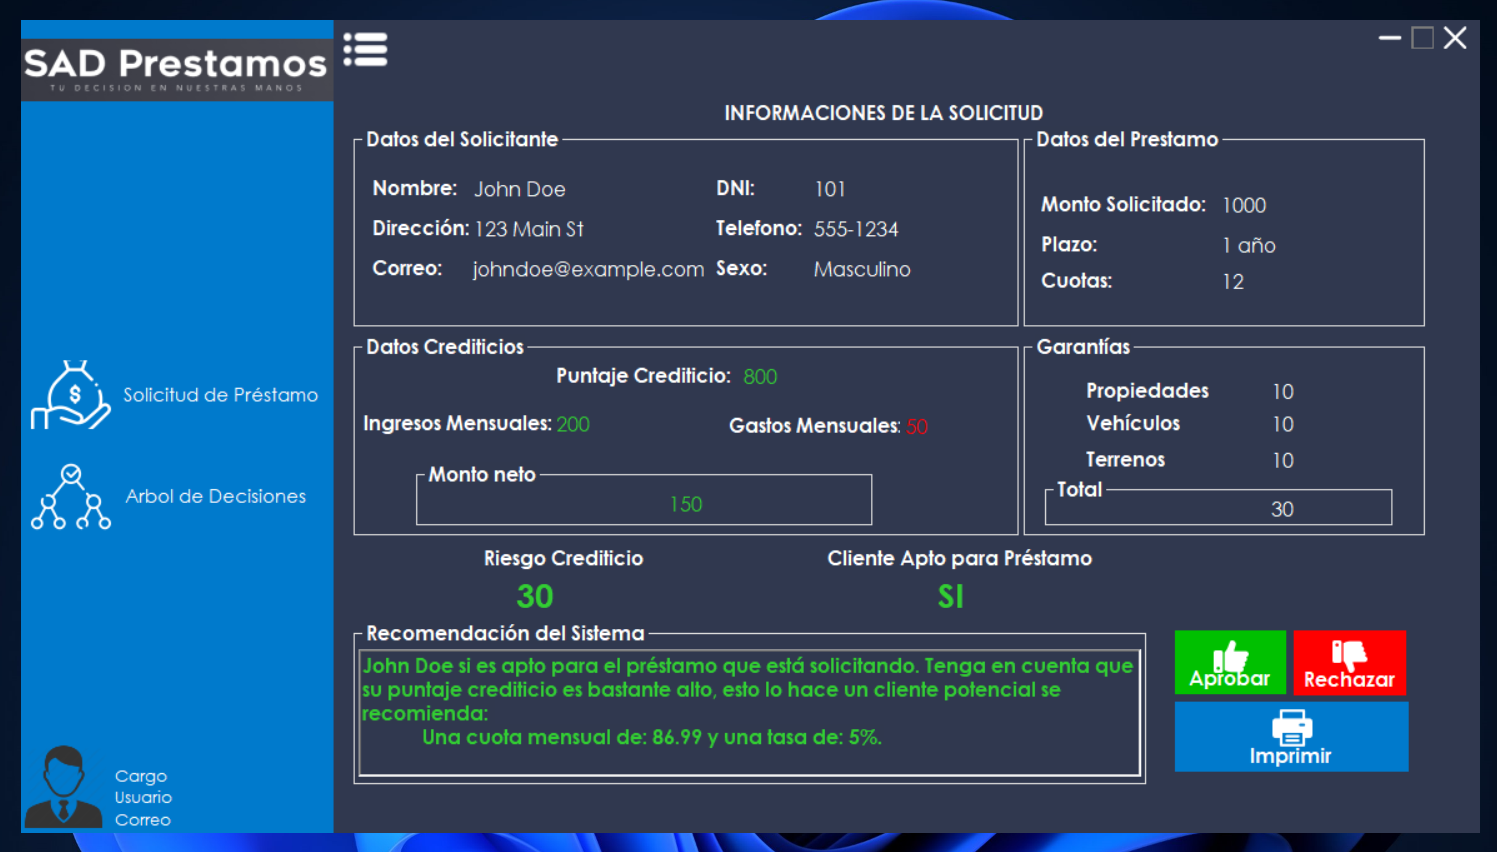 SAD Prestamos
TU DECISION EN NUESTRAS MANOS
Solicitud de Préstamo
Arbol de Decisiones
Cargo
Usuario
Correo
INFORMACIONES DE LA SOLICITUD
Datos del Solicitante
Nombre: John Doe DNI: 101
Dirección: 123 Main St Telefono: 555-1234
Correo: johndoe@example.com Sexo: Masculino
Datos del Prestamo
Monto Solicitado: 1000
Plazo: 1 año
Cuotas: 12
Datos Crediticios
Puntaje Crediticio: 800
Ingresos Mensuales: 200 Gastos Mensuales: 50
Monto neto
150
Garantías
Propiedades 10
Vehículos 10
Terrenos 10
Total
30
Riesgo Crediticio
30
Cliente Apto para Préstamo
SI
Recomendación del Sistema
John Doe si es apto para el préstamo que está solicitando. Tenga en cuenta que
su puntaje crediticio es bastante alto, esto lo hace un cliente potencial se
recomienda:
Una cuota mensual de: 86.99 y una tasa de: 5%.
Aprobar
Rechazar
Imprimir